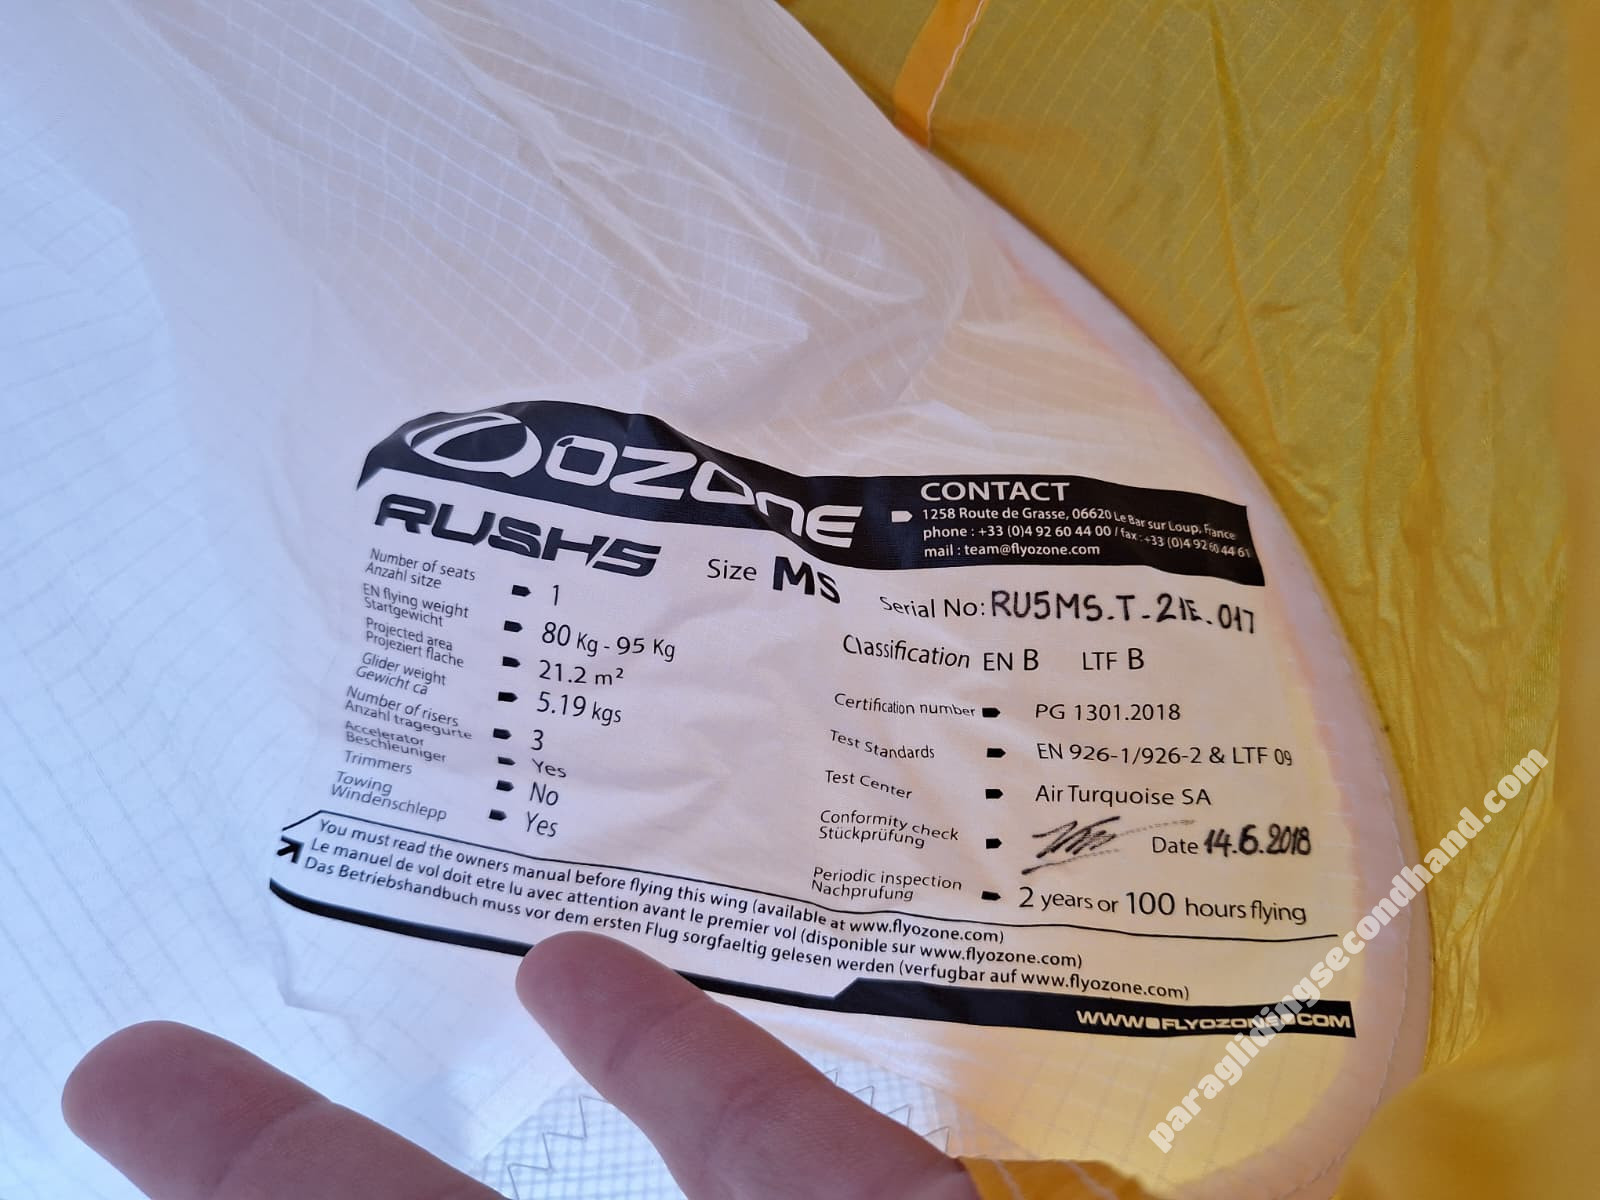 OZONE
CONTACT
1258 Route de Grasse, 06620 Le Bar sur Loup, France
phone : +33 (0)4 92 60 44 00 / fax : +33 (0)4 92 60 44 61
mail : team@flyozone.com
RUSH5
Size MS
Number of seats
Anzahl sitze
1
EN flying weight
Startgewicht
80 Kg - 95 Kg
Projected area
Projeziert flache
21.2 m²
Glider weight
Gewicht ca
5.19 kgs
Number of risers
Anzahl tragegurte
3
Accelerator
Beschleuniger
Yes
Trimmers
No
Towing
Windenschlepp
Yes
Serial No: RU5MS.T-21E.017
Classification EN B LTF B
Certification number PG 1301.2018
Test Standards EN 926-1/926-2 & LTF 09
Test Center Air Turquoise SA
Conformity check
Stückprüfung
Date 14.6.2018
Periodic inspection
Nachprufung
2 years or 100 hours flying
You must read the owners manual before flying this wing (available at www.flyozone.com)
Le manuel de vol doit etre lu avec attention avant le premier vol (disponible sur www.flyozone.com)
Das Betriebshandbuch muss vor dem ersten Flug sorgfaeltig gelesen werden (verfugbar auf www.flyozone.com)
WWW.FLYOZONE.COM
paraglidingsecondhand.com